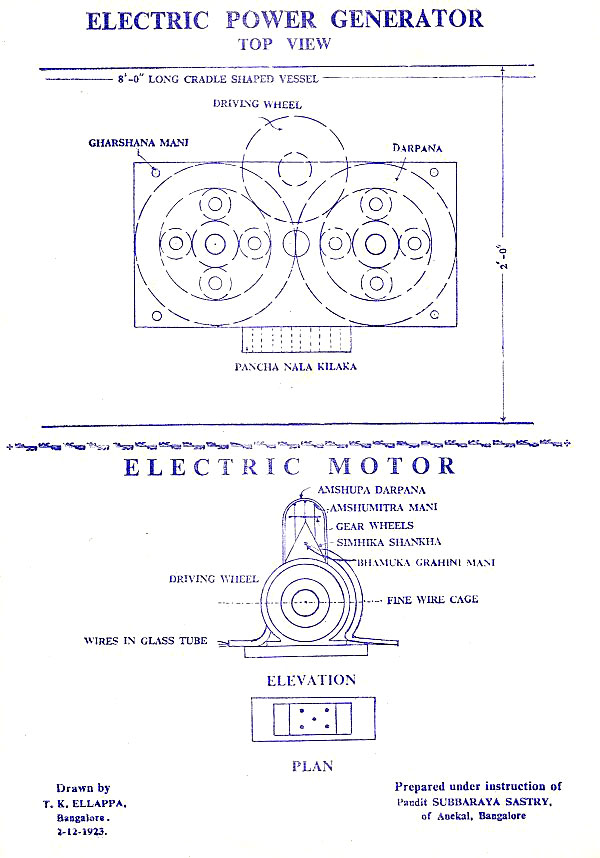 ELECTRIC POWER GENERATOR
TOP VIEW
8'-0" LONG CRADLE SHAPED VESSEL
DRIVING WHEEL
GHARSHANA MANI
DARPANA
2'-0"
PANCHA NALA KILAKA
ELECTRIC MOTOR
AMSHUPA DARPANA
AMSHUMITRA MANI
GEAR WHEELS
SIMHIKA SHANKHA
BHAMUKA GRAHINI MANI
DRIVING WHEEL
FINE WIRE CAGE
WIRES IN GLASS TUBE
ELEVATION
PLAN
Drawn by
T. K. ELLAPPA,
Bangalore.
2-12-1923.
Prepared under instruction of
Pandit SUBBARAYA SASTRY,
of Anekal, Bangalore